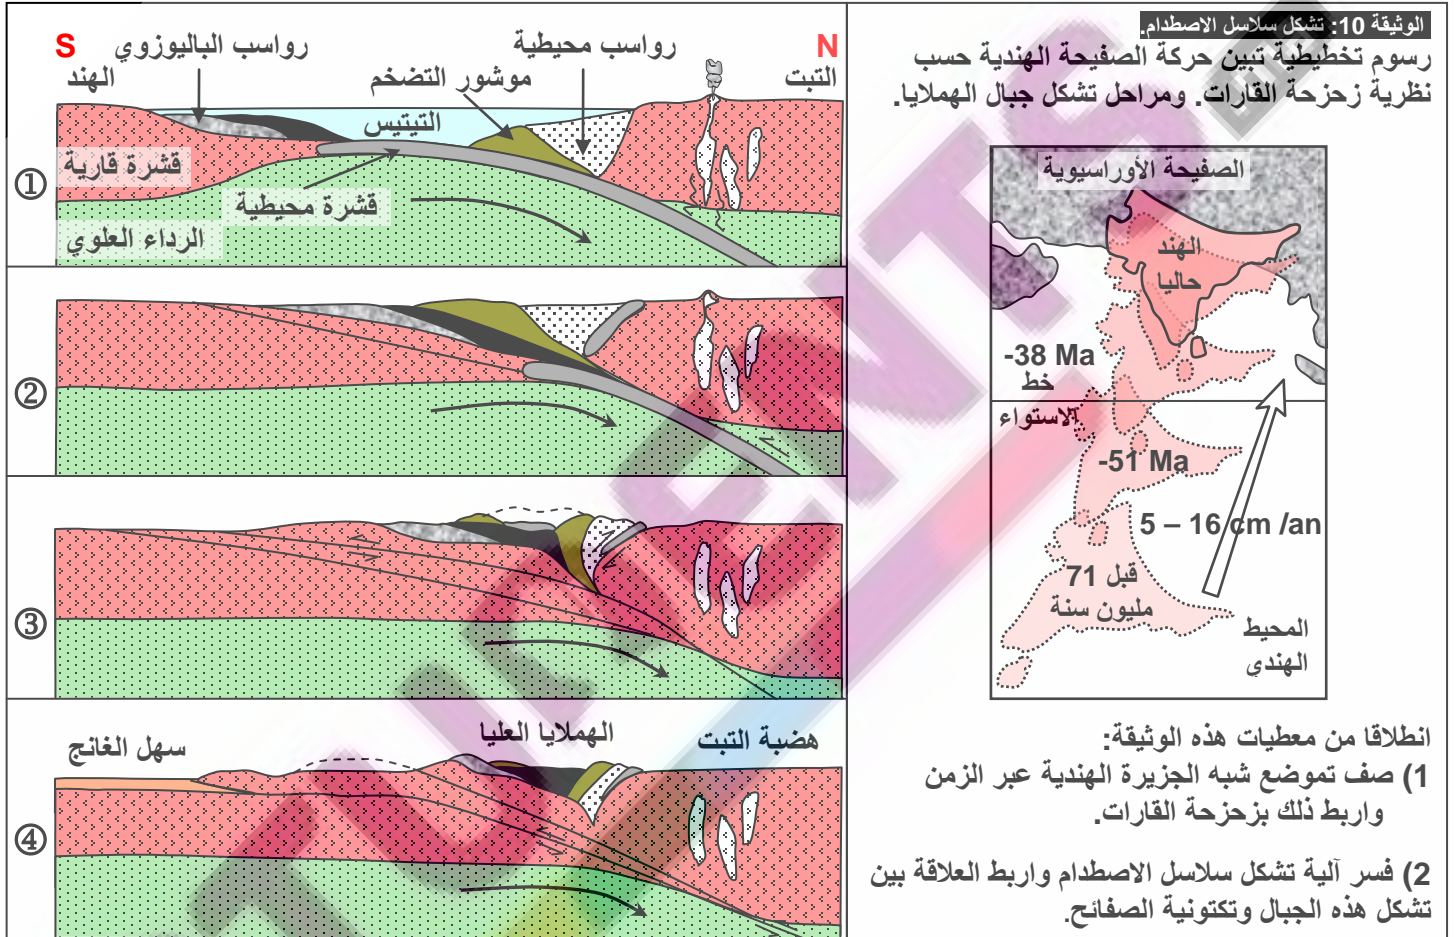 الوثيقة 10: تشكل سلاسل الاصطدام.
رسوم تخطيطية تبين حركة الصفيحة الهندية حسب
نظرية زحزحة القارات. ومراحل تشكل جبال الهملايا.
الصفيحة الأوراسيوية
الهند
حاليا
-38 Ma
خط
الاستواء
-51 Ma
5 – 16 cm /an
قبل 71
مليون سنة
المحيط
الهندي
انطلاقا من معطيات هذه الوثيقة:
1) صف تموضع شبه الجزيرة الهندية عبر الزمن
واربط ذلك بزحزحة القارات.
2) فسر آلية تشكل سلاسل الاصطدام واربط العلاقة بين
تشكل هذه الجبال وتكتونية الصفائح.
N
رواسب محيطية
رواسب الباليوزوي
S
التبت
موشور التضخم
الهند
التيتيس
قشرة قارية
قشرة محيطية
الرداء العلوي
①
②
③
هضبة التبت
الهملايا العليا
سهل الغانج
④
STUDENTS